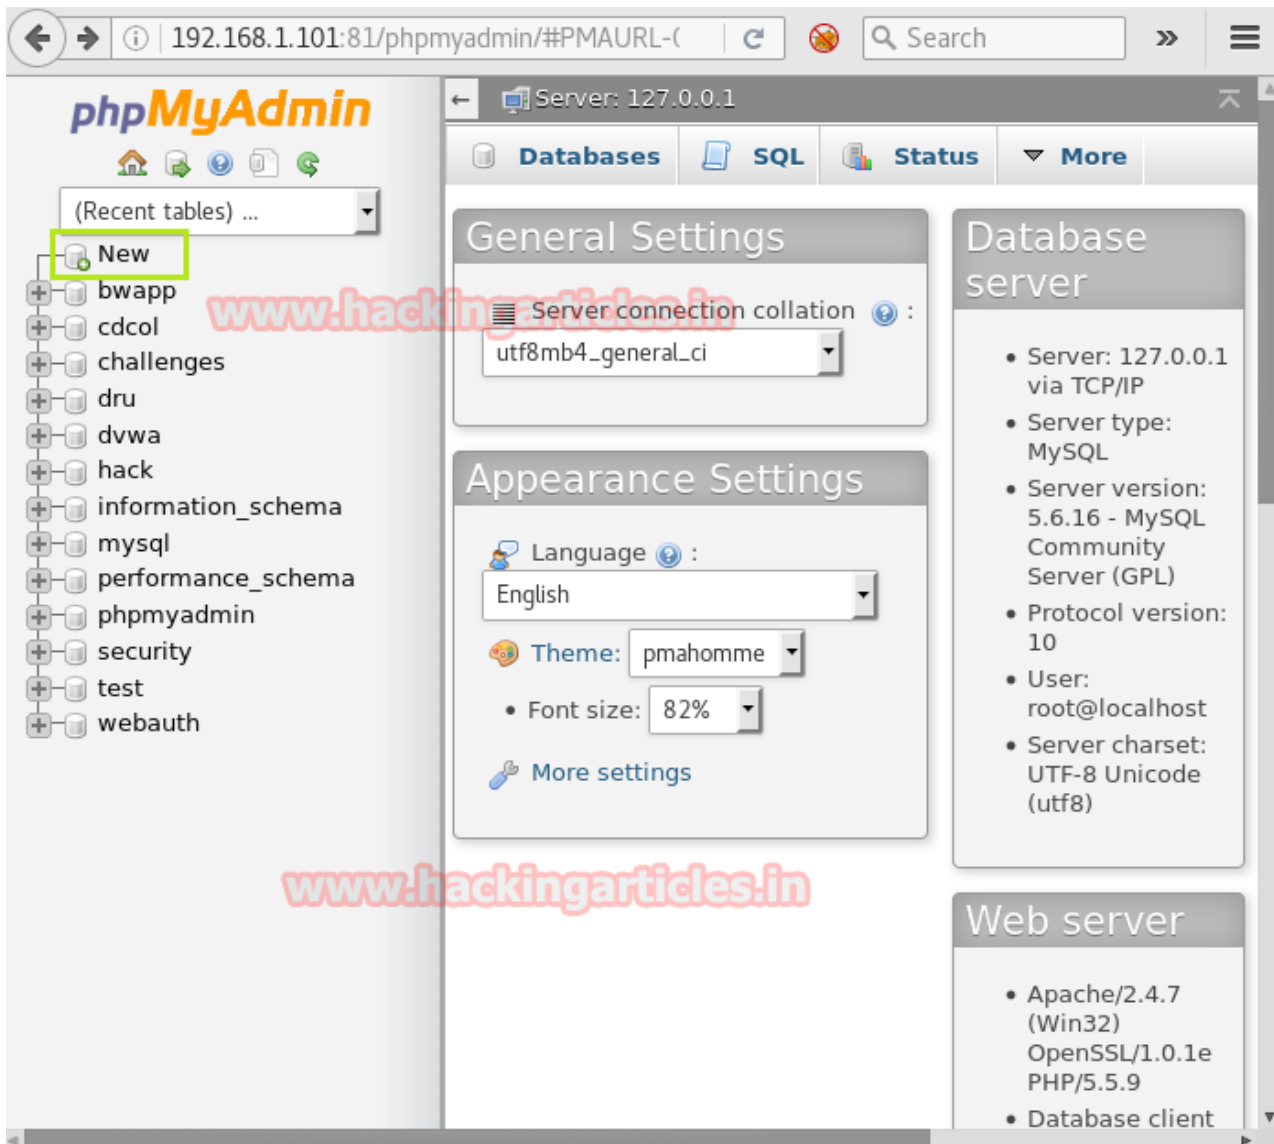 192.168.1.101:81/phpmyadmin/#PMAURL-(
Search
phpMyAdmin
(Recent tables) ...
New
bwapp
cdcol
challenges
dru
dvwa
hack
information_schema
mysql
performance_schema
phpmyadmin
security
test
webauth
Server: 127.0.0.1
Databases
SQL
Status
More
General Settings
Server connection collation :
utf8mb4_general_ci
Appearance Settings
Language :
English
Theme: pmahomme
• Font size: 82%
More settings
Database
server
• Server: 127.0.0.1
via TCP/IP
• Server type:
MySQL
• Server version:
5.6.16 - MySQL
Community
Server (GPL)
• Protocol version:
10
• User:
root@localhost
• Server charset:
UTF-8 Unicode
(utf8)
Web server
• Apache/2.4.7
(Win32)
OpenSSL/1.0.1e
PHP/5.5.9
• Database client
www.hackingarticles.in
www.hackingarticles.in